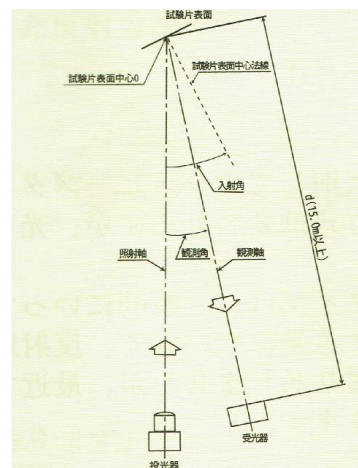 試験片表面
試験片表面中心0
試験片表面中心法線
入射角
d(15.0m以上)
照射軸
観測角
観測軸
受光器
投光器